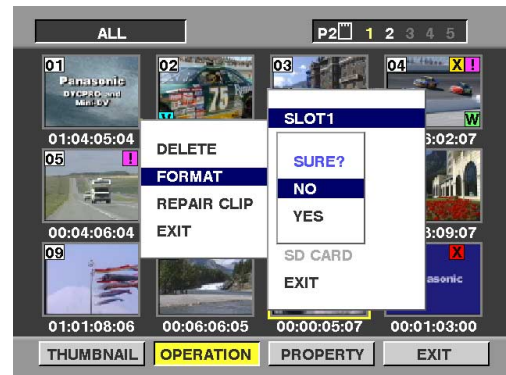 ALL
P2 1 2 3 4 5
01
Panasonic
DVCPRO and
Mini-DV
02
75
V
03
04 X !
W
01:04:05:04
:02:07
05 !
DELETE
FORMAT
REPAIR CLIP
EXIT
SLOT1
SURE?
NO
YES
SD CARD
EXIT
00:04:06:04
:09:07
09
X
asonic
01:01:08:06
00:06:06:05
00:00:05:07
00:01:03:00
THUMBNAIL
OPERATION
PROPERTY
EXIT